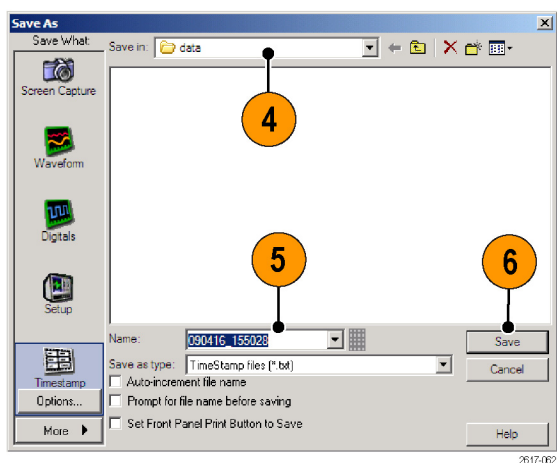 Save As
Save What:
Save in: data
4
Screen Capture
Waveform
Digitals
Setup
Timestamp
Options...
More
5
6
Name: 090416_155028
Save
Save as type: TimeStamp files (*.txt)
Cancel
Auto-increment file name
Prompt for file name before saving
Set Front Panel Print Button to Save
Help
2617-062